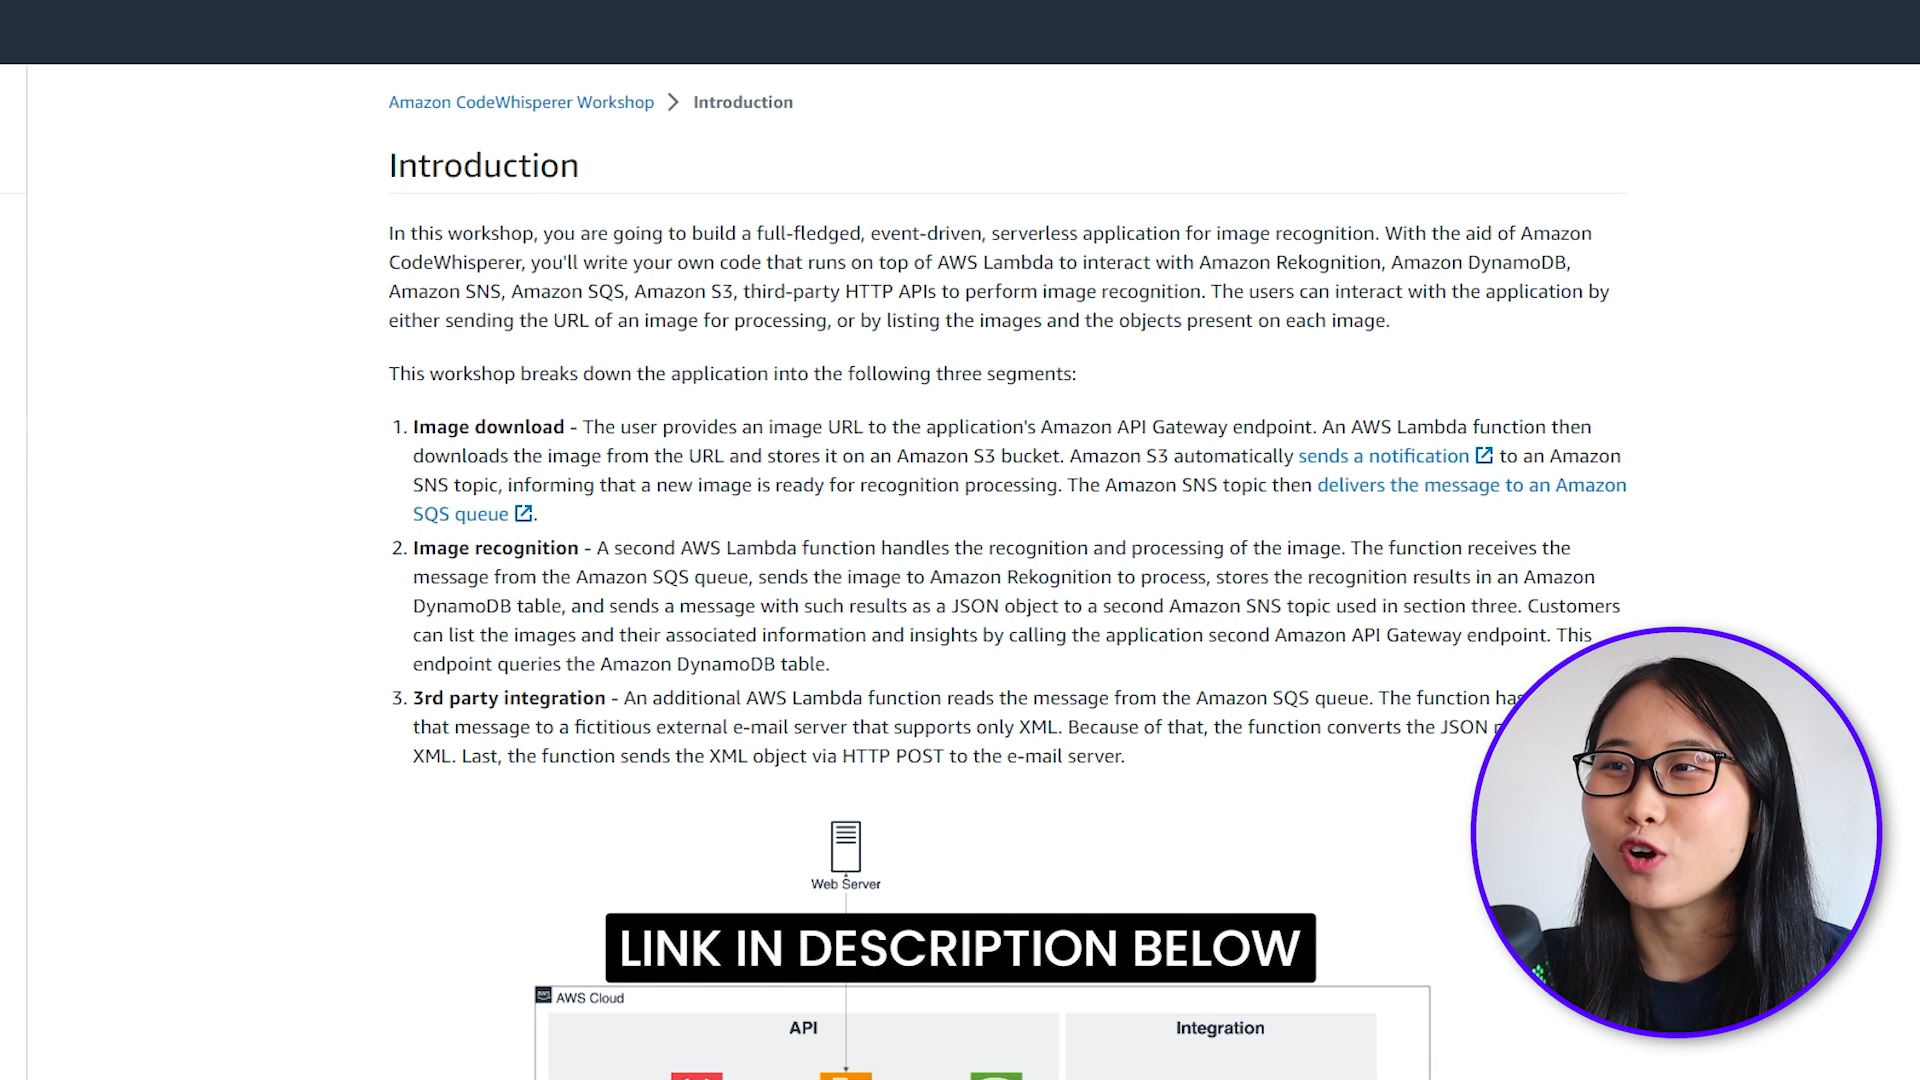 Amazon CodeWhisperer Workshop > Introduction
Introduction
In this workshop, you are going to build a full-fledged, event-driven, serverless application for image recognition. With the aid of Amazon
CodeWhisperer, you'll write your own code that runs on top of AWS Lambda to interact with Amazon Rekognition, Amazon DynamoDB,
Amazon SNS, Amazon SQS, Amazon S3, third-party HTTP APIs to perform image recognition. The users can interact with the application by
either sending the URL of an image for processing, or by listing the images and the objects present on each image.
This workshop breaks down the application into the following three segments:
1. Image download - The user provides an image URL to the application's Amazon API Gateway endpoint. An AWS Lambda function then
downloads the image from the URL and stores it on an Amazon S3 bucket. Amazon S3 automatically sends a notification to an Amazon
SNS topic, informing that a new image is ready for recognition processing. The Amazon SNS topic then delivers the message to an Amazon
SQS queue.
2. Image recognition - A second AWS Lambda function handles the recognition and processing of the image. The function receives the
message from the Amazon SQS queue, sends the image to Amazon Rekognition to process, stores the recognition results in an Amazon
DynamoDB table, and sends a message with such results as a JSON object to a second Amazon SNS topic used in section three. Customers
can list the images and their associated information and insights by calling the application second Amazon API Gateway endpoint. This
endpoint queries the Amazon DynamoDB table.
3. 3rd party integration - An additional AWS Lambda function reads the message from the Amazon SQS queue. The function has
that message to a fictitious external e-mail server that supports only XML. Because of that, the function converts the JSON
XML. Last, the function sends the XML object via HTTP POST to the e-mail server.
Web Server
LINK IN DESCRIPTION BELOW
aws AWS Cloud
API
Integration